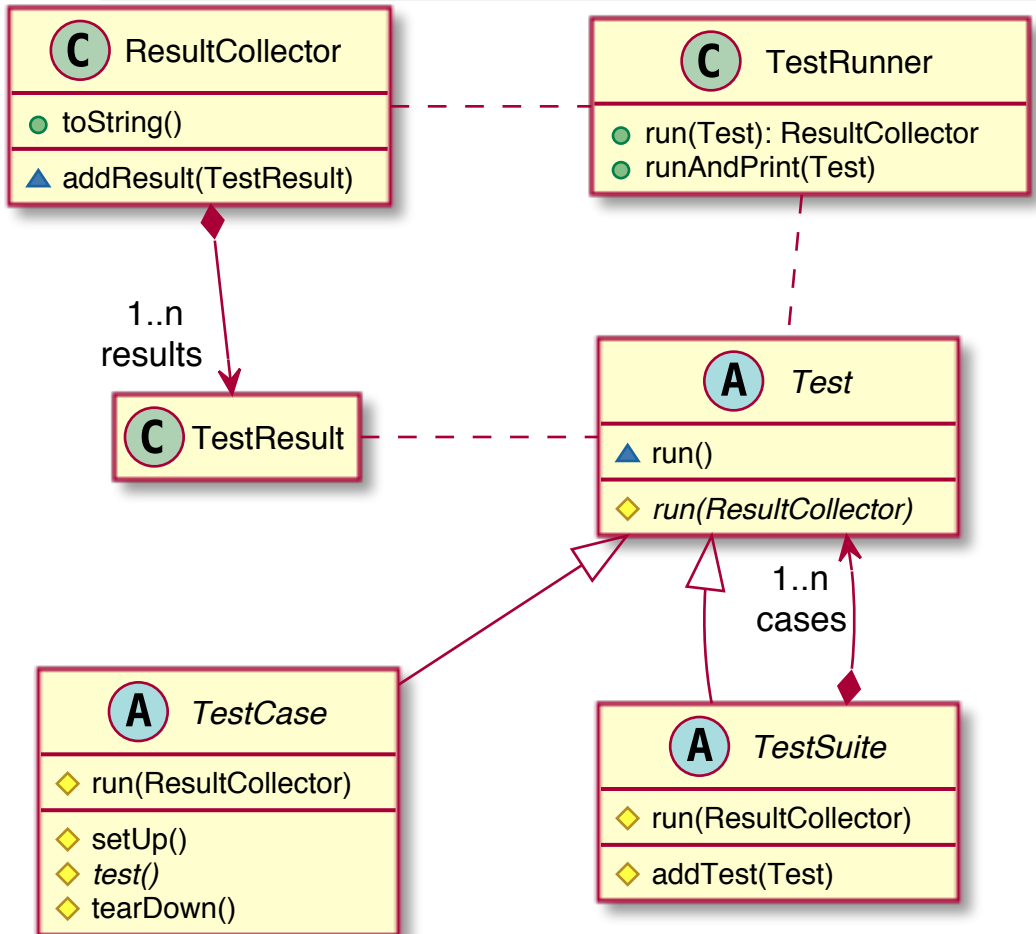 C ResultCollector
toString()
addResult(TestResult)
C TestRunner
run(Test): ResultCollector
runAndPrint(Test)
1..n
results
C TestResult
A Test
run()
run(ResultCollector)
1..n
cases
A TestCase
run(ResultCollector)
setUp()
test()
tearDown()
A TestSuite
run(ResultCollector)
addTest(Test)